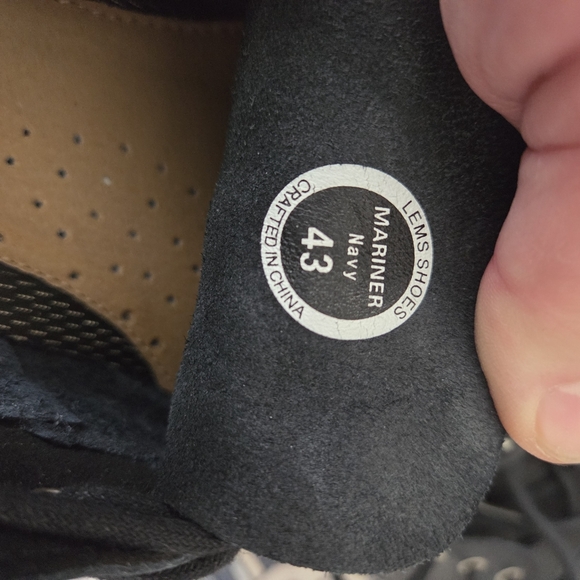 LEMS SHOES
MARINER
Navy
43
CRAFTED IN CHINA